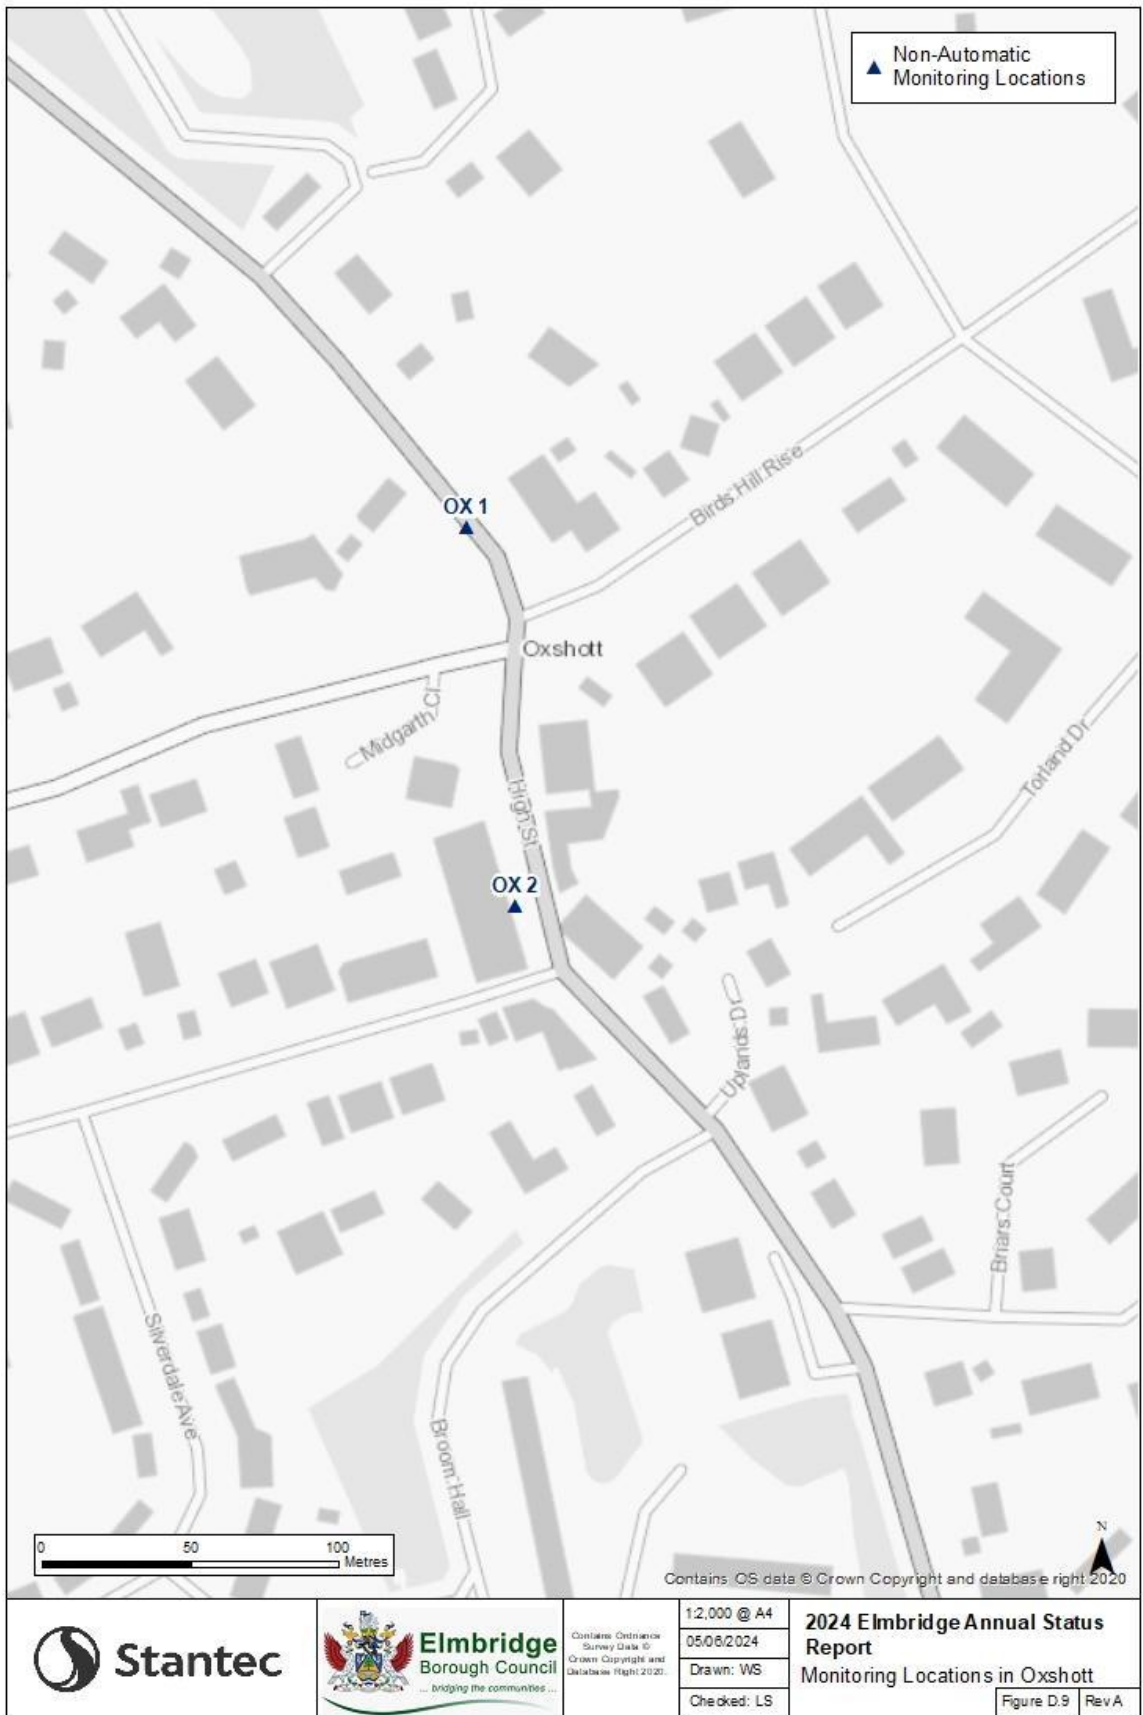 Non-Automatic
Monitoring Locations
Birds Hill Rise
OX 1
Oxshott
Midgarth Cl
High St
Torland Dr
OX 2
Uplands Dr
Briars Court
Silverdale Ave
Broom Hall
0 50 100
Metres
N
Contains OS data © Crown Copyright and database right 2020
Stantec
Elmbridge
Borough Council
... bridging the communities ...
Contains Ordnance
Survey Data ©
Crown Copyright and
Database Right 2020.
1:2,000 @ A4
05/06/2024
Drawn: WS
Checked: LS
2024 Elmbridge Annual Status
Report
Monitoring Locations in Oxshott
Figure D.9
Rev A